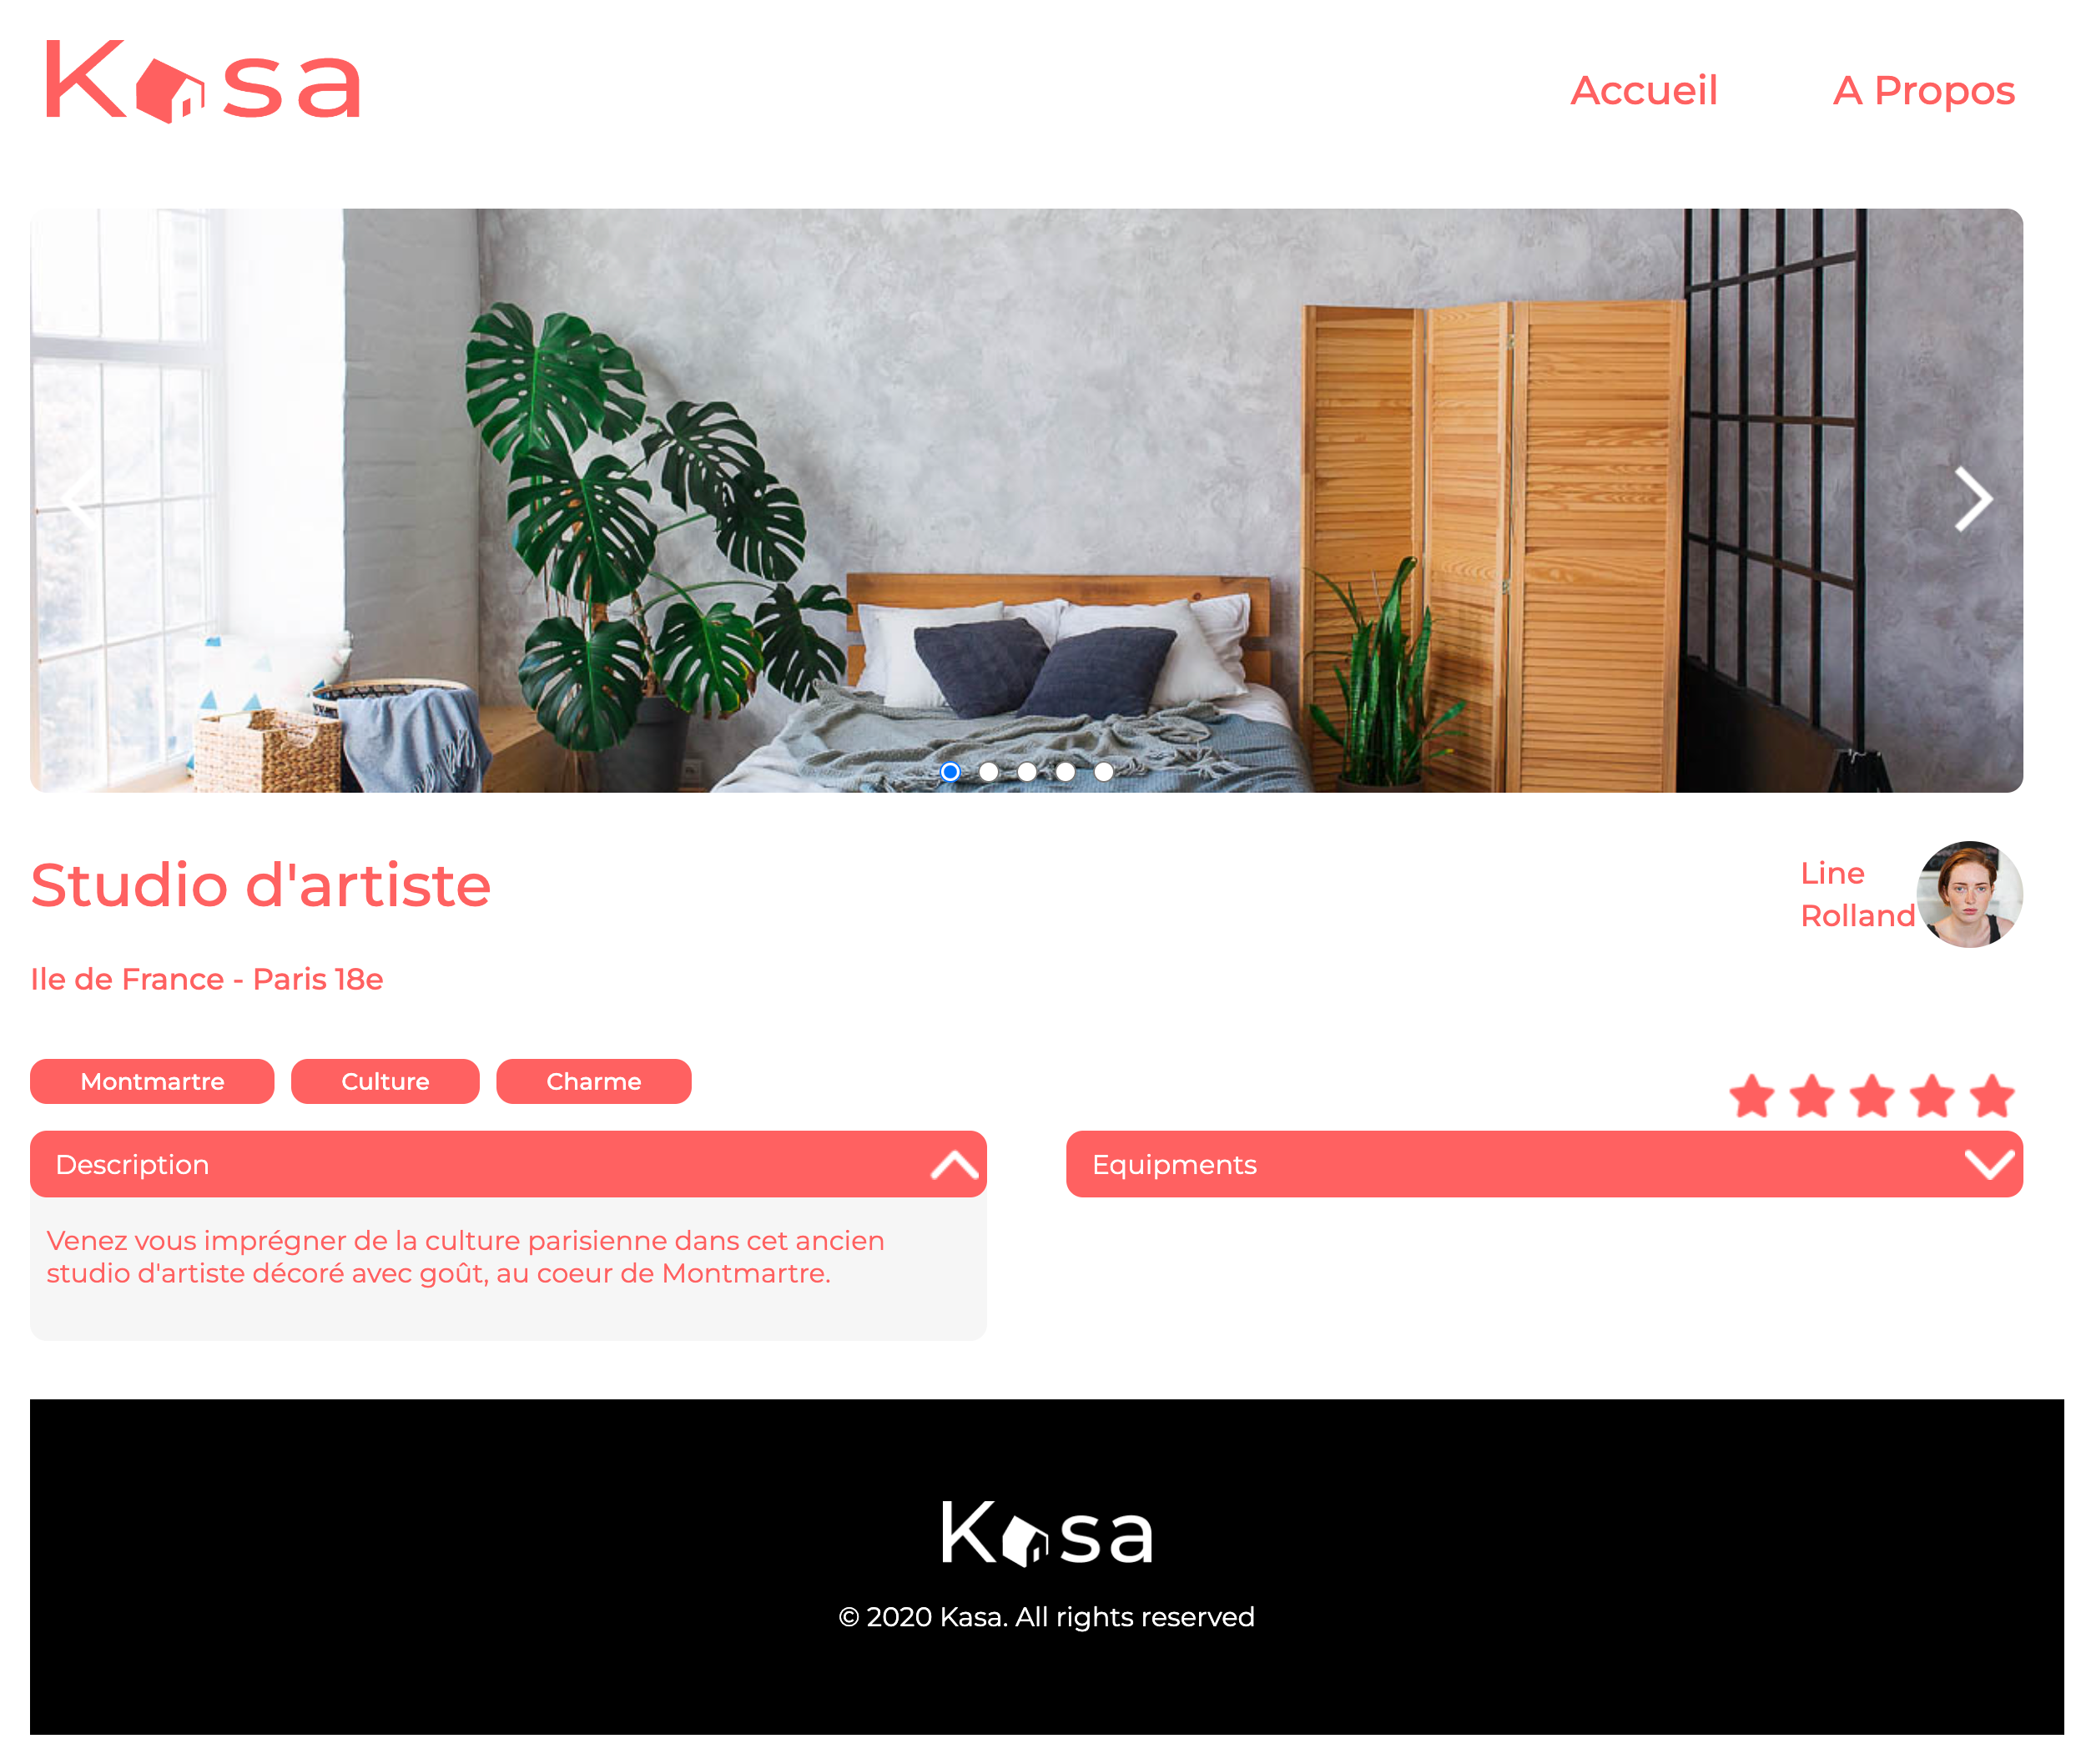 Kasa
Accueil
A Propos
Studio d'artiste
Line
Rolland
Ile de France - Paris 18e
Montmartre
Culture
Charme
Description
Equipments
Venez vous imprégner de la culture parisienne dans cet ancien
studio d'artiste décoré avec goût, au coeur de Montmartre.
Kasa
© 2020 Kasa. All rights reserved